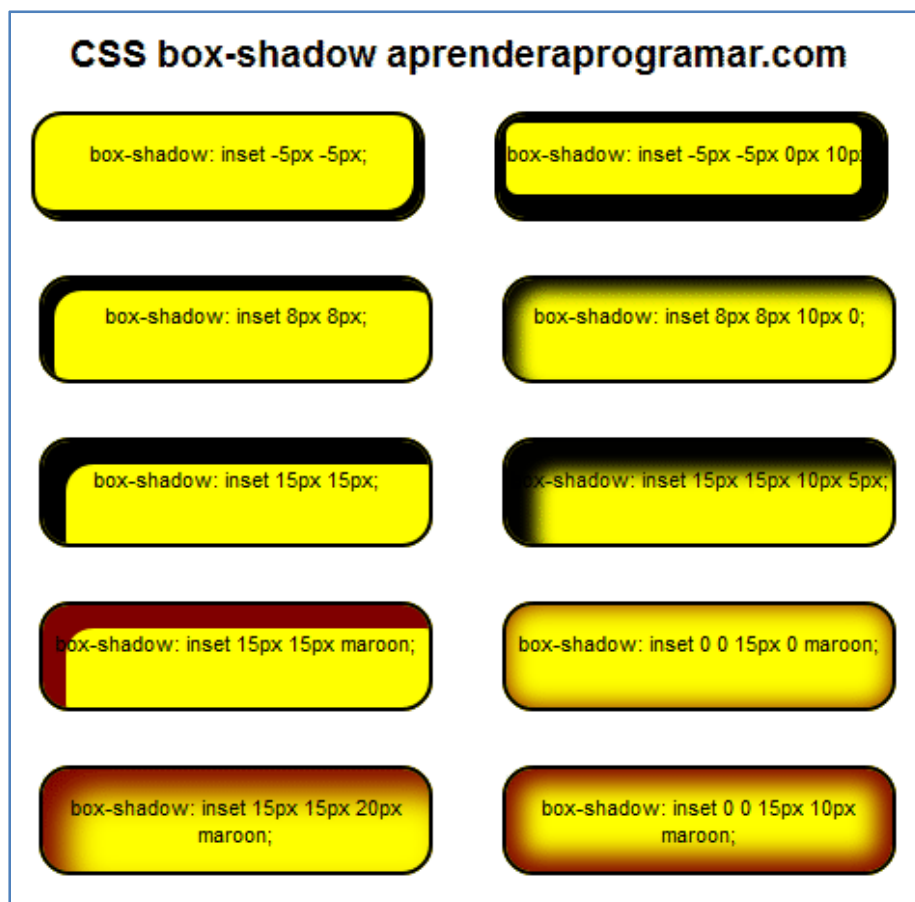 CSS box-shadow aprenderaprogramar.com
box-shadow: inset -5px -5px;
box-shadow: inset -5px -5px 0px 10px
box-shadow: inset 8px 8px;
box-shadow: inset 8px 8px 10px 0;
box-shadow: inset 15px 15px;
box-shadow: inset 15px 15px 10px 5px;
box-shadow: inset 15px 15px maroon;
box-shadow: inset 0 0 15px 0 maroon;
box-shadow: inset 15px 15px 20px
maroon;
box-shadow: inset 0 0 15px 10px
maroon;